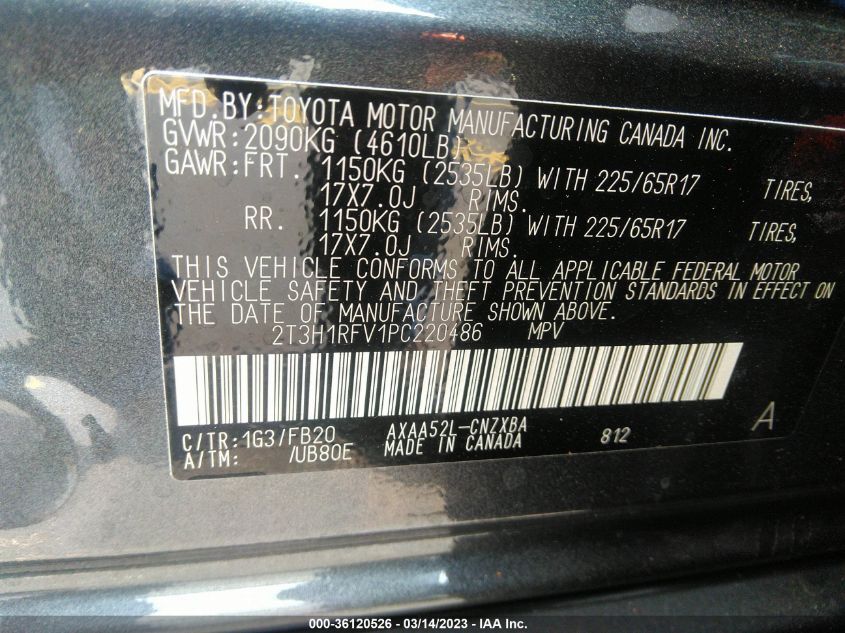 MFD.BY:TOYOTA MOTOR MANUFACTURING CANADA INC.
GVWR:2090KG (4610LB)
GAWR:FRT. 1150KG (2535LB) WITH 225/65R17 TIRES,
17X7.0J RIMS.
RR. 1150KG (2535LB) WITH 225/65R17 TIRES,
17X7.0J RIMS.
THIS VEHICLE CONFORMS TO ALL APPLICABLE FEDERAL MOTOR
VEHICLE SAFETY AND THEFT PREVENTION STANDARDS IN EFFECT ON
THE DATE OF MANUFACTURE SHOWN ABOVE.
2T3H1RFV1PC220486 MPV
C/TR:1G3/FB20 AXAA52L-CNZXBA 812 A
A/TM: /UB80E MADE IN CANADA
000-36120526 - 03/14/2023 - IAA Inc.